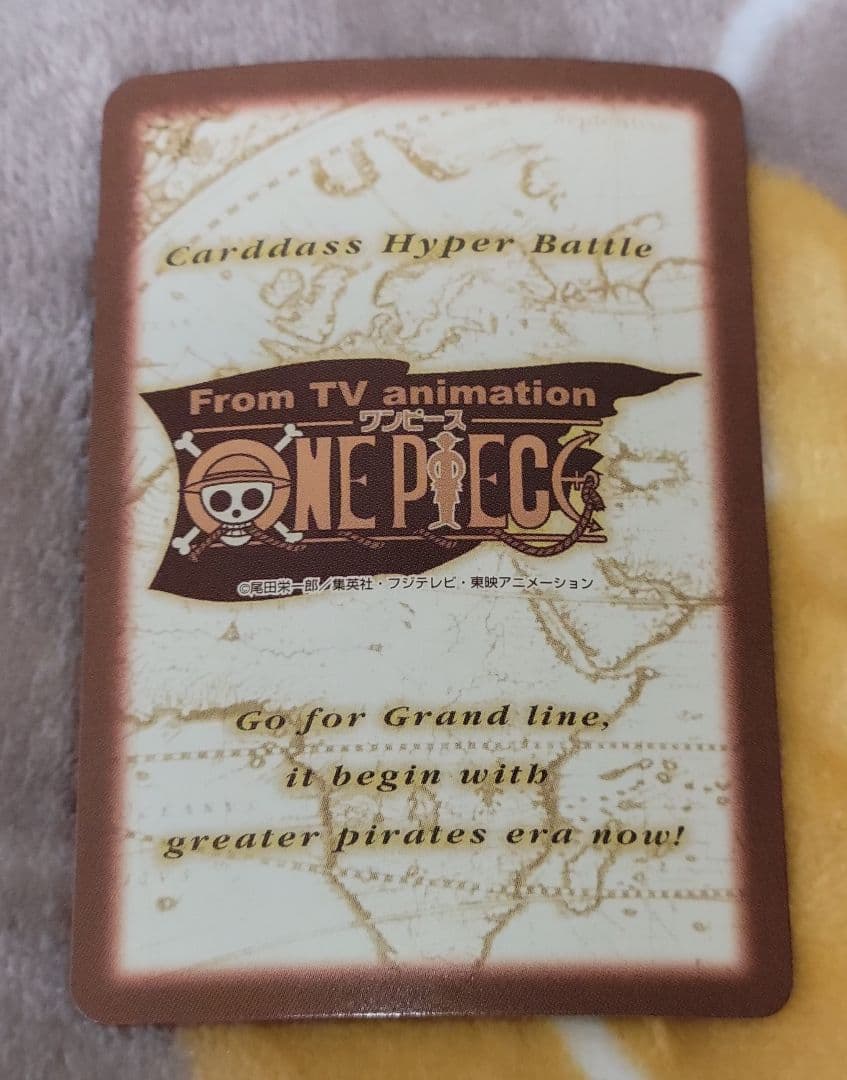 Carddass Hyper Battle
From TV animation
ワンピース
ONE PIECE
©尾田栄一郎／集英社・フジテレビ・東映アニメーション
Go for Grand line,
it begin with
greater pirates era now!